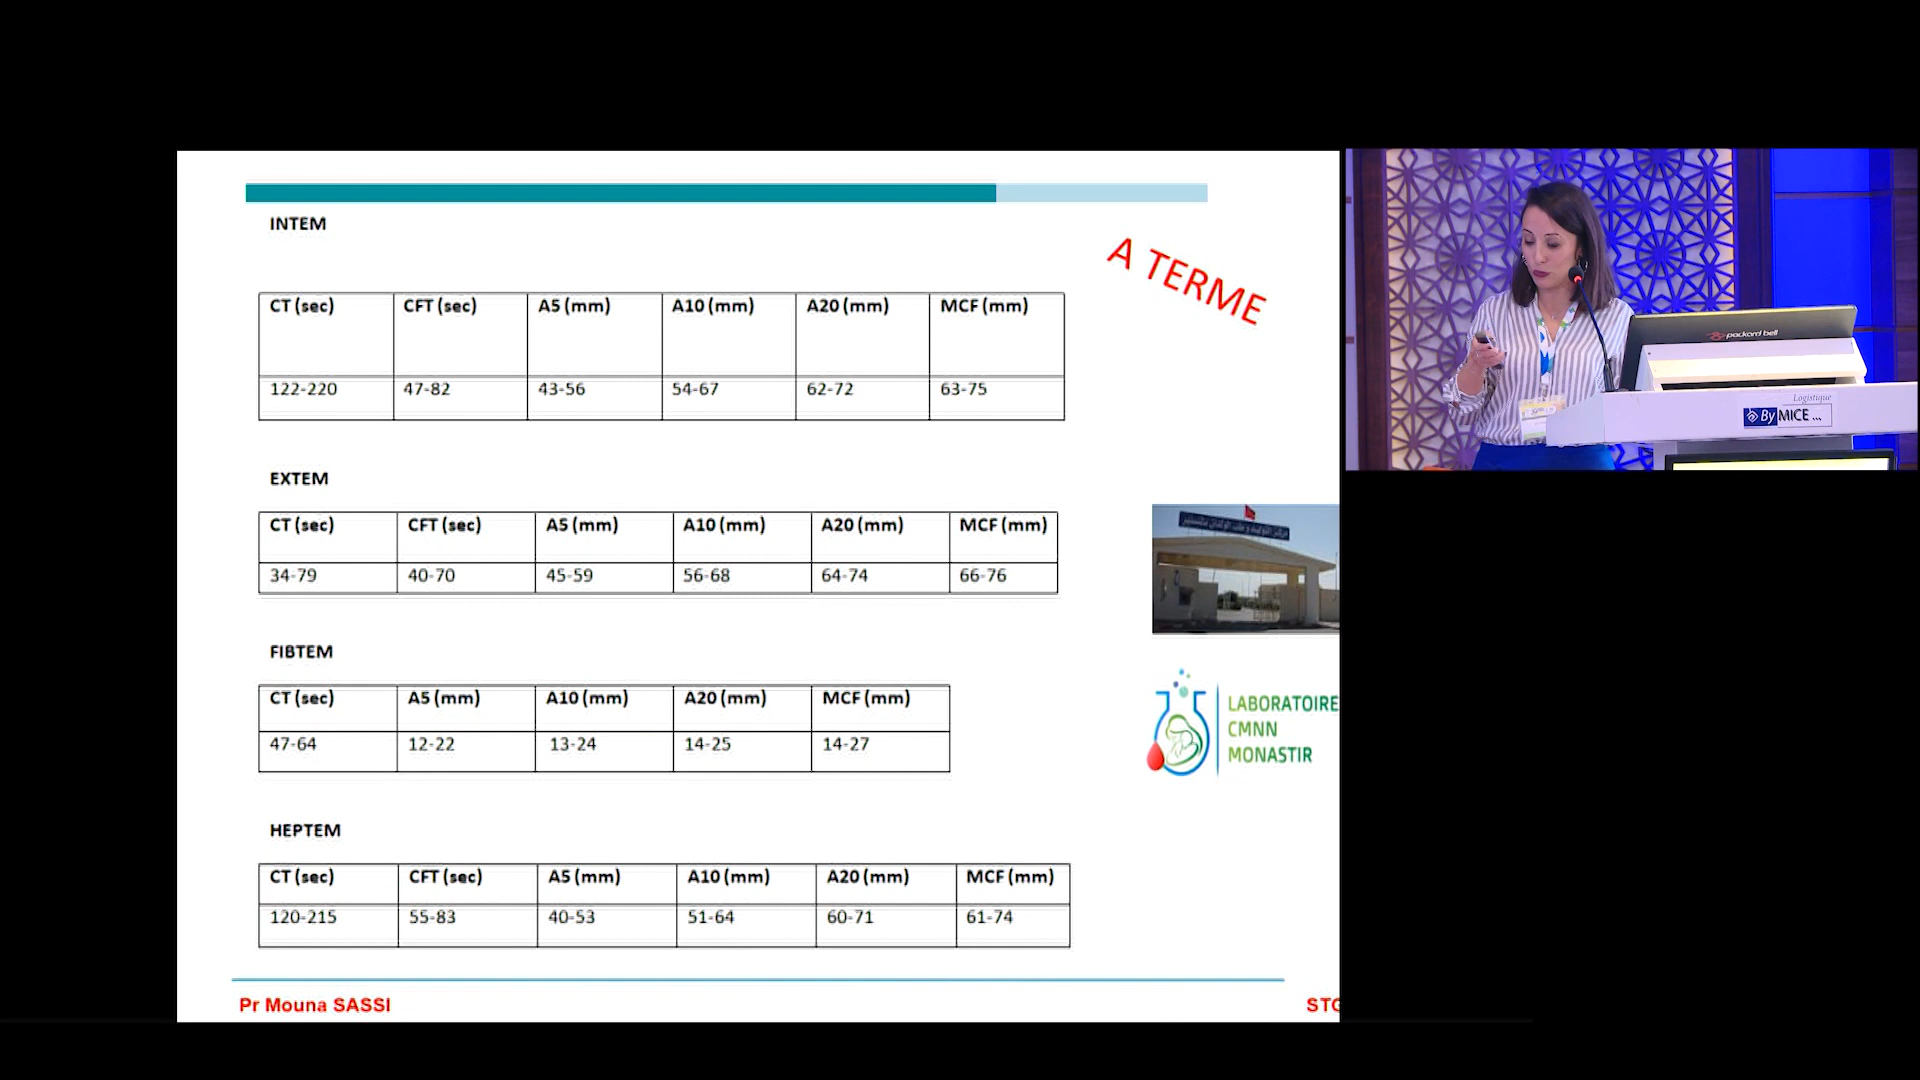 INTEM
A TERME
CT (sec) CFT (sec) A5 (mm) A10 (mm) A20 (mm) MCF (mm)
122-220 47-82 43-56 54-67 62-72 63-75
EXTEM
CT (sec) CFT (sec) A5 (mm) A10 (mm) A20 (mm) MCF (mm)
34-79 40-70 45-59 56-68 64-74 66-76
FIBTEM
CT (sec) A5 (mm) A10 (mm) A20 (mm) MCF (mm)
47-64 12-22 13-24 14-25 14-27
LABORATOIRE
CMNN
MONASTIR
HEPTEM
CT (sec) CFT (sec) A5 (mm) A10 (mm) A20 (mm) MCF (mm)
120-215 55-83 40-53 51-64 60-71 61-74
Pr Mouna SASSI
packard bell
Logistique
By MICE ...